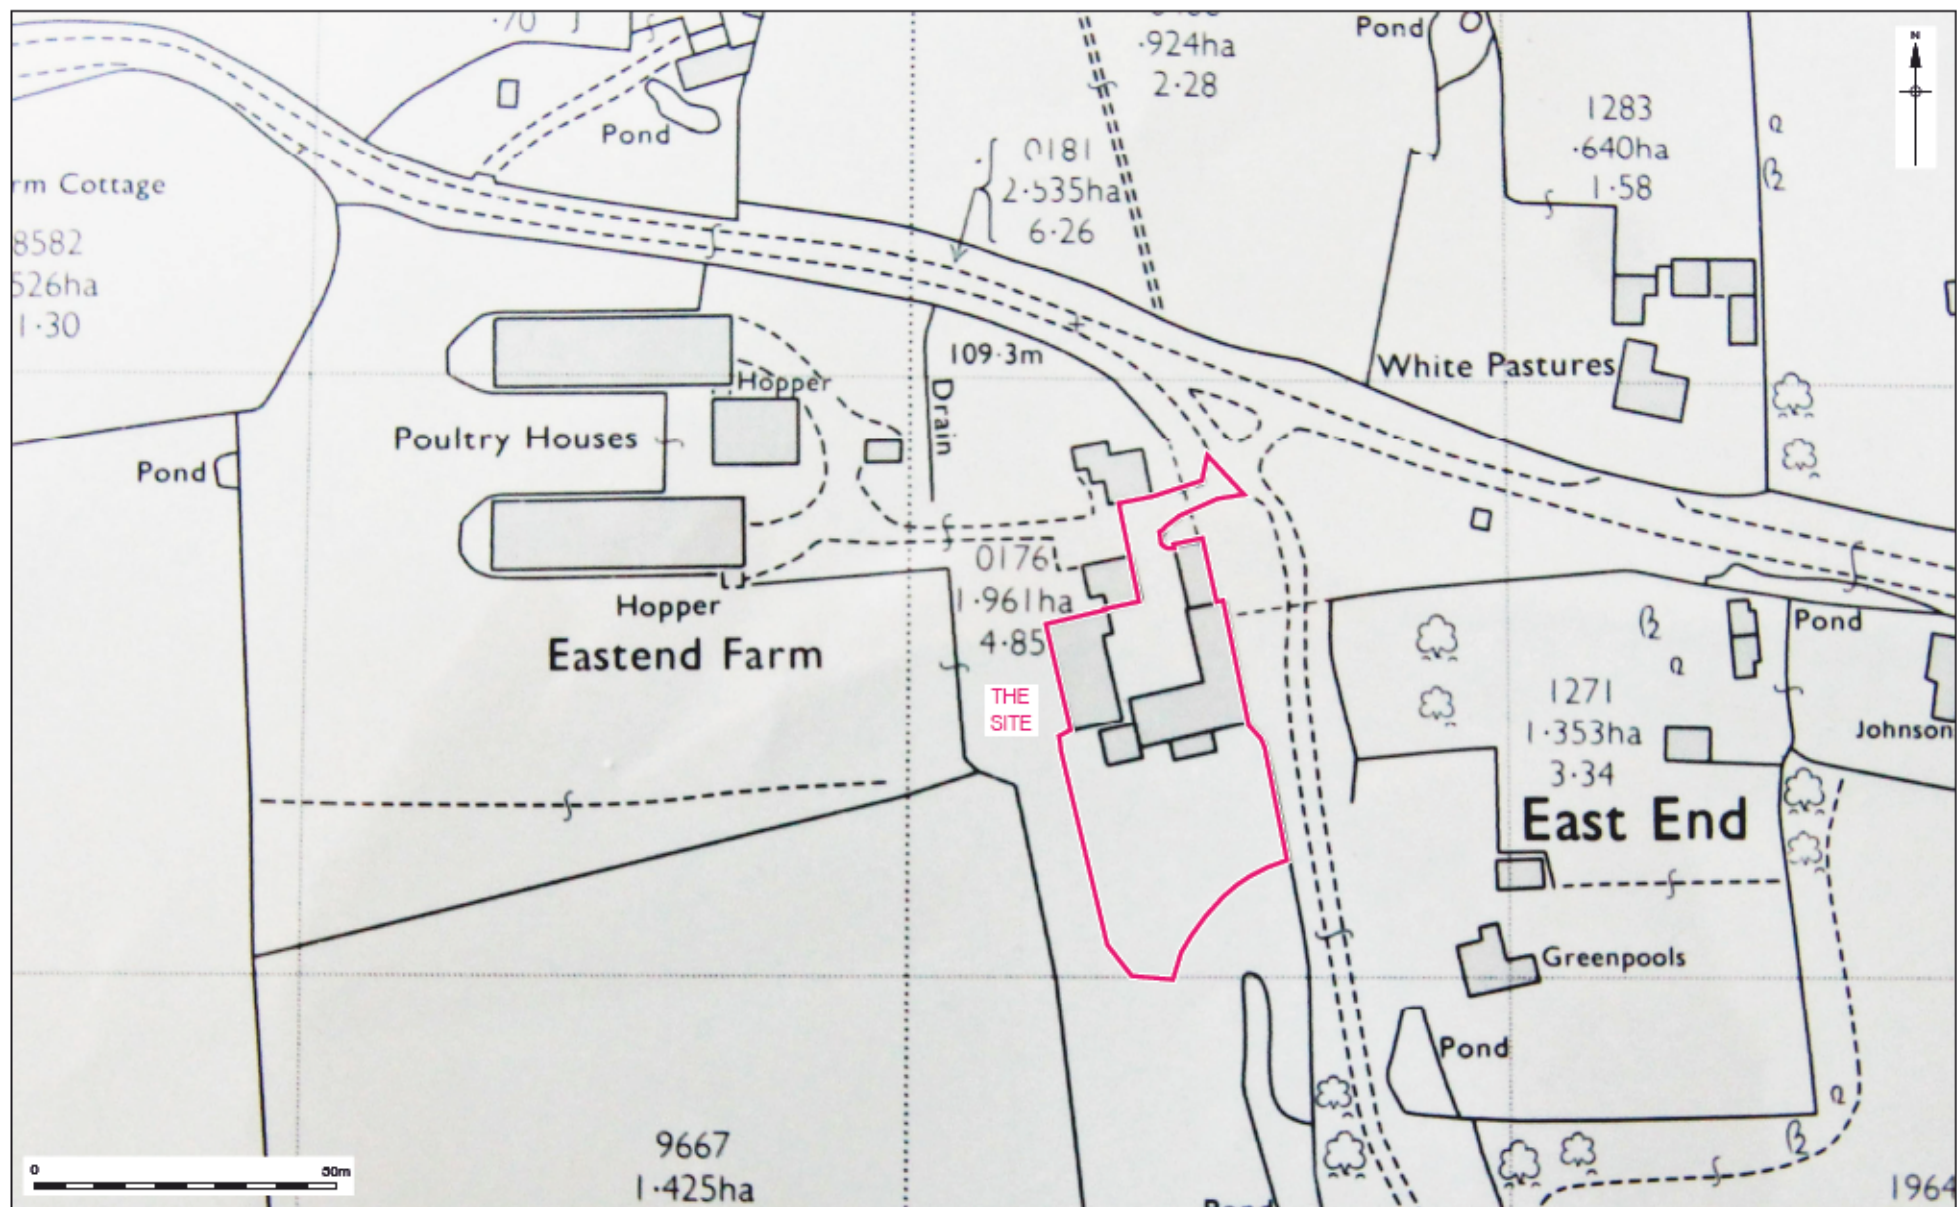 ·70
Pond
·924ha
2·28
Pond
N
1283
·640ha
1·58
0181
2·535ha
6·26
rm Cottage
8582
526ha
1·30
109·3m
Drain
White Pastures
Hopper
Poultry Houses
Pond
0176
1·961ha
4·85
Hopper
Eastend Farm
THE
SITE
Pond
1271
1·353ha
3·34
Johnson
East End
Greenpools
Pond
9667
1·425ha
1964
Pond
0
50m